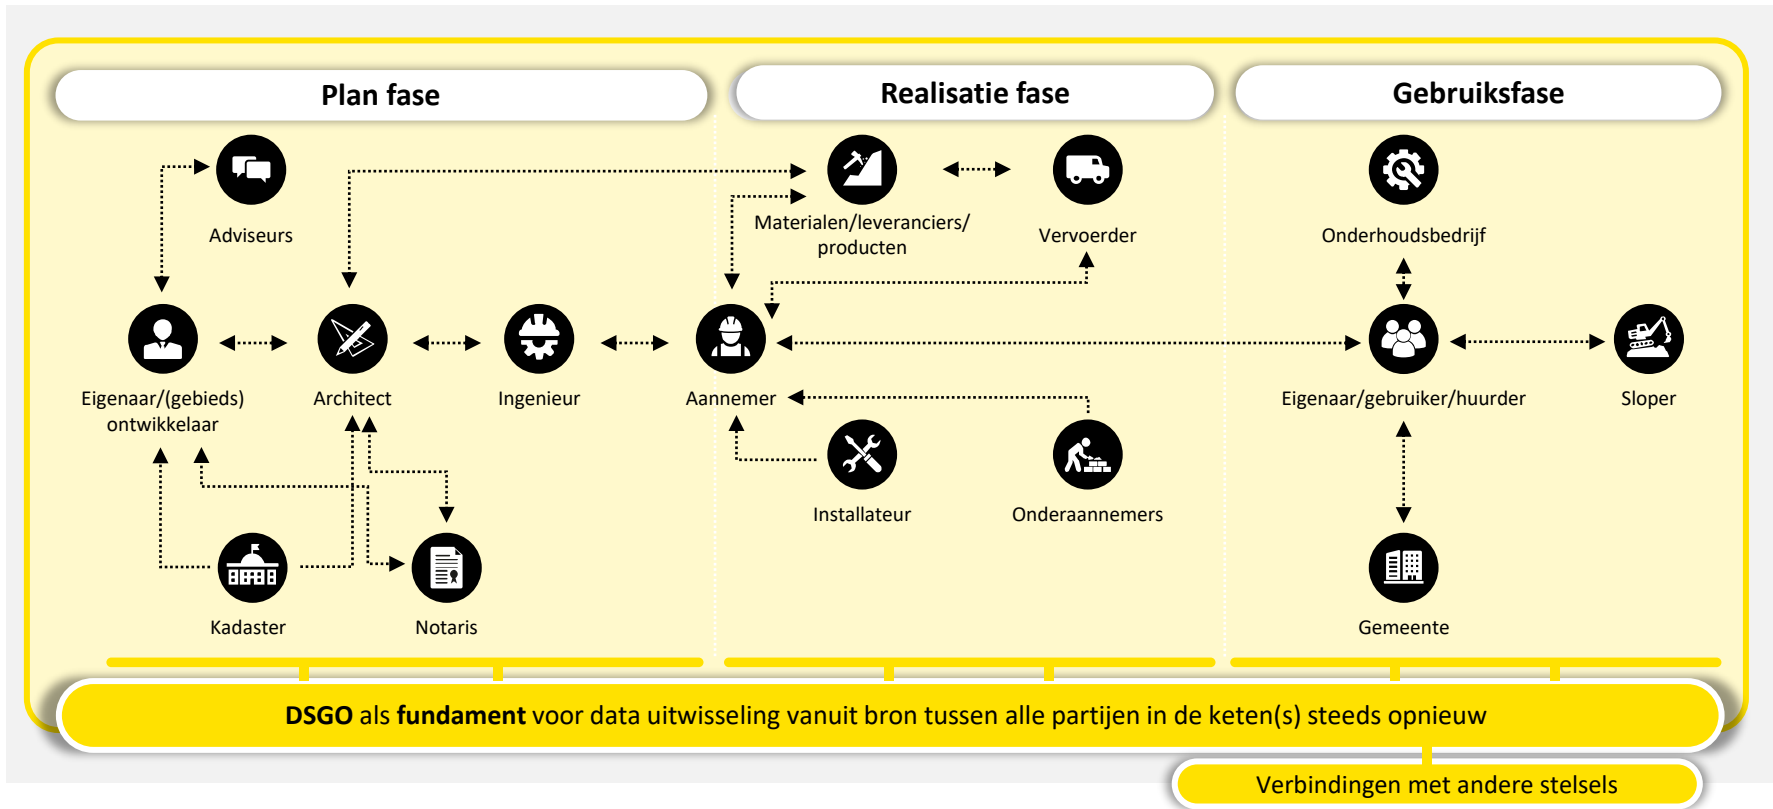 Plan fase
Realisatie fase
Gebruiksfase
Adviseurs
Materialen/leveranciers/
producten
Vervoerder
Onderhoudsbedrijf
Eigenaar/(gebieds)
ontwikkelaar
Architect
Ingenieur
Aannemer
Eigenaar/gebruiker/huurder
Sloper
Installateur
Onderaannemers
Kadaster
Notaris
Gemeente
DSGO als fundament voor data uitwisseling vanuit bron tussen alle partijen in de keten(s) steeds opnieuw
Verbindingen met andere stelsels